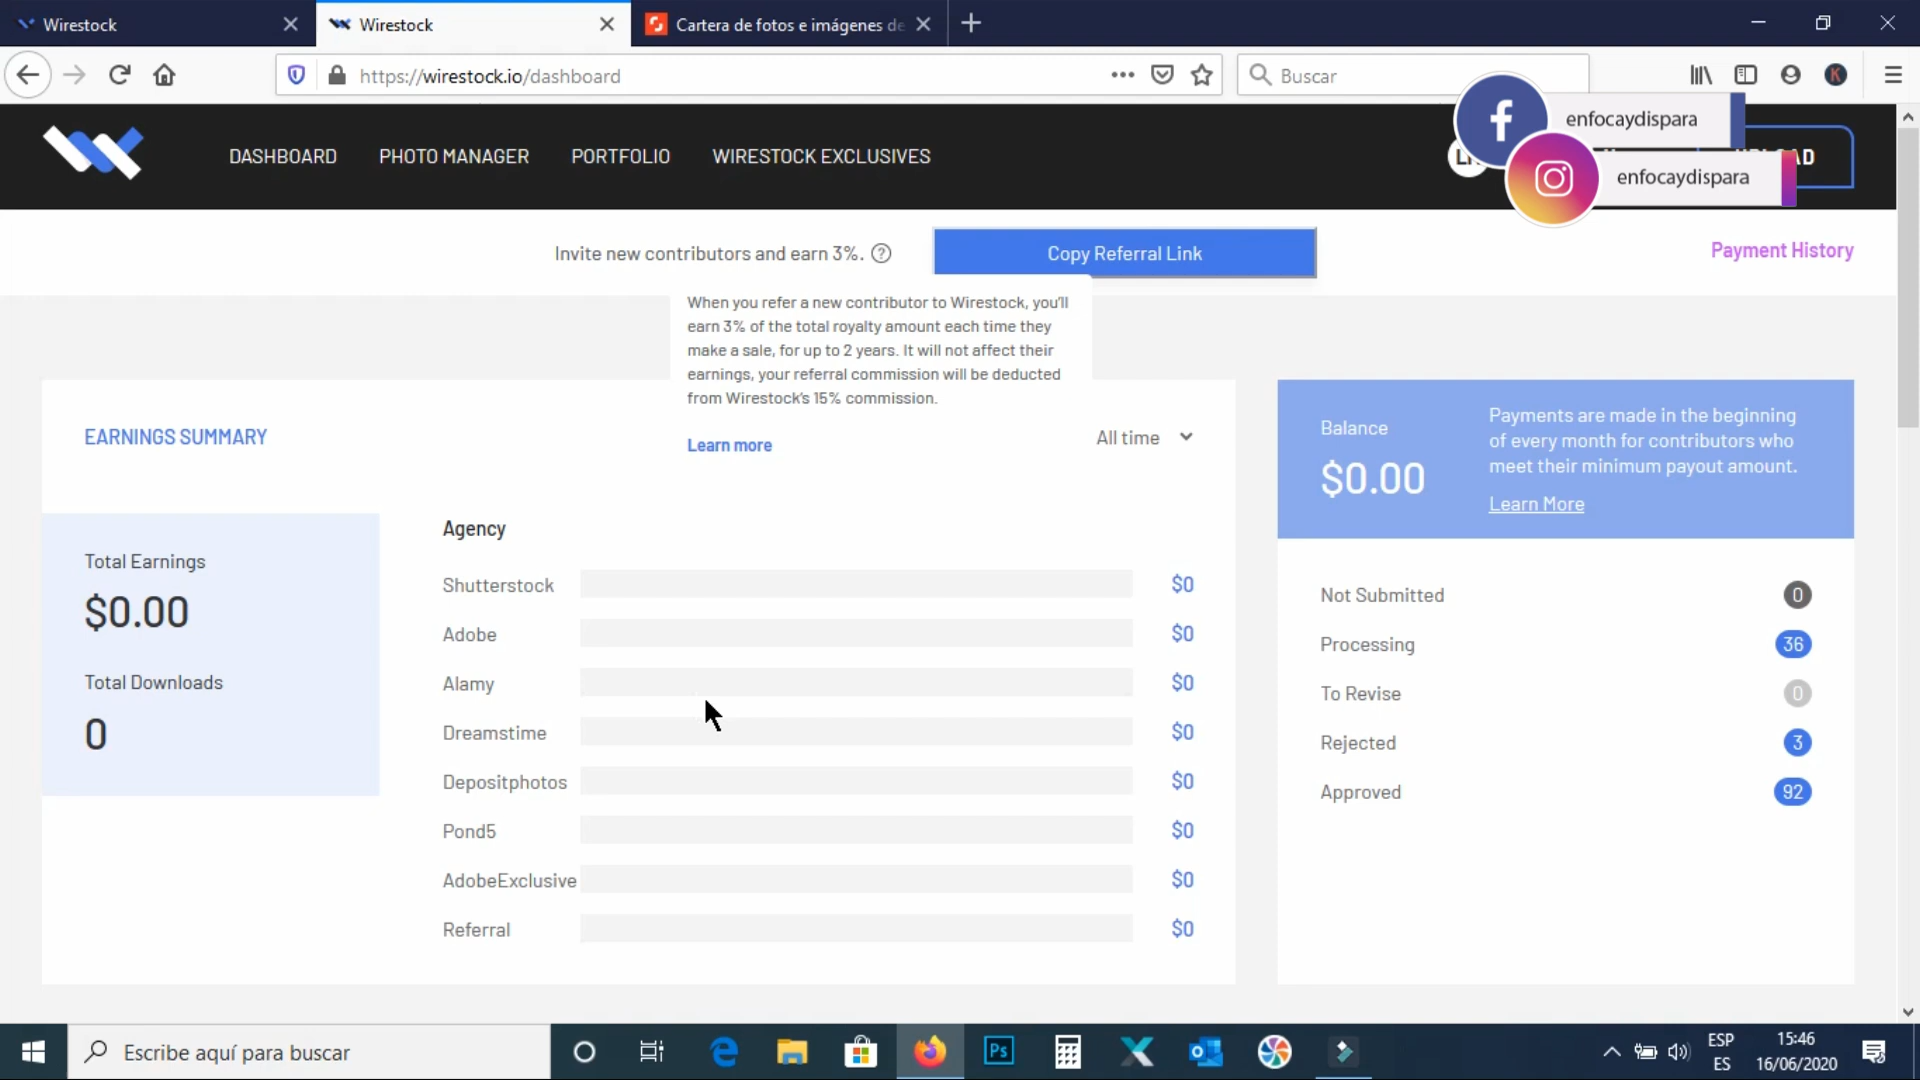 Wirestock
Wirestock
Cartera de fotos e imágenes de
https://wirestock.io/dashboard
Buscar
DASHBOARD
PHOTO MANAGER
PORTFOLIO
WIRESTOCK EXCLUSIVES
enfocaydispara
enfocaydispara
Invite new contributors and earn 3%. ?
Copy Referral Link
Payment History
When you refer a new contributor to Wirestock, you'll
earn 3% of the total royalty amount each time they
make a sale, for up to 2 years. It will not affect their
earnings, your referral commission will be deducted
from Wirestock's 15% commission.
Learn more
EARNINGS SUMMARY
All time
Total Earnings
$0.00
Total Downloads
0
Agency
Shutterstock $0
Adobe $0
Alamy $0
Dreamstime $0
Depositphotos $0
Pond5 $0
AdobeExclusive $0
Referral $0
Balance
$0.00
Payments are made in the beginning
of every month for contributors who
meet their minimum payout amount.
Learn More
Not Submitted 0
Processing 36
To Revise 0
Rejected 3
Approved 92
Escribe aquí para buscar
Ps
ESP
ES
15:46
16/06/2020